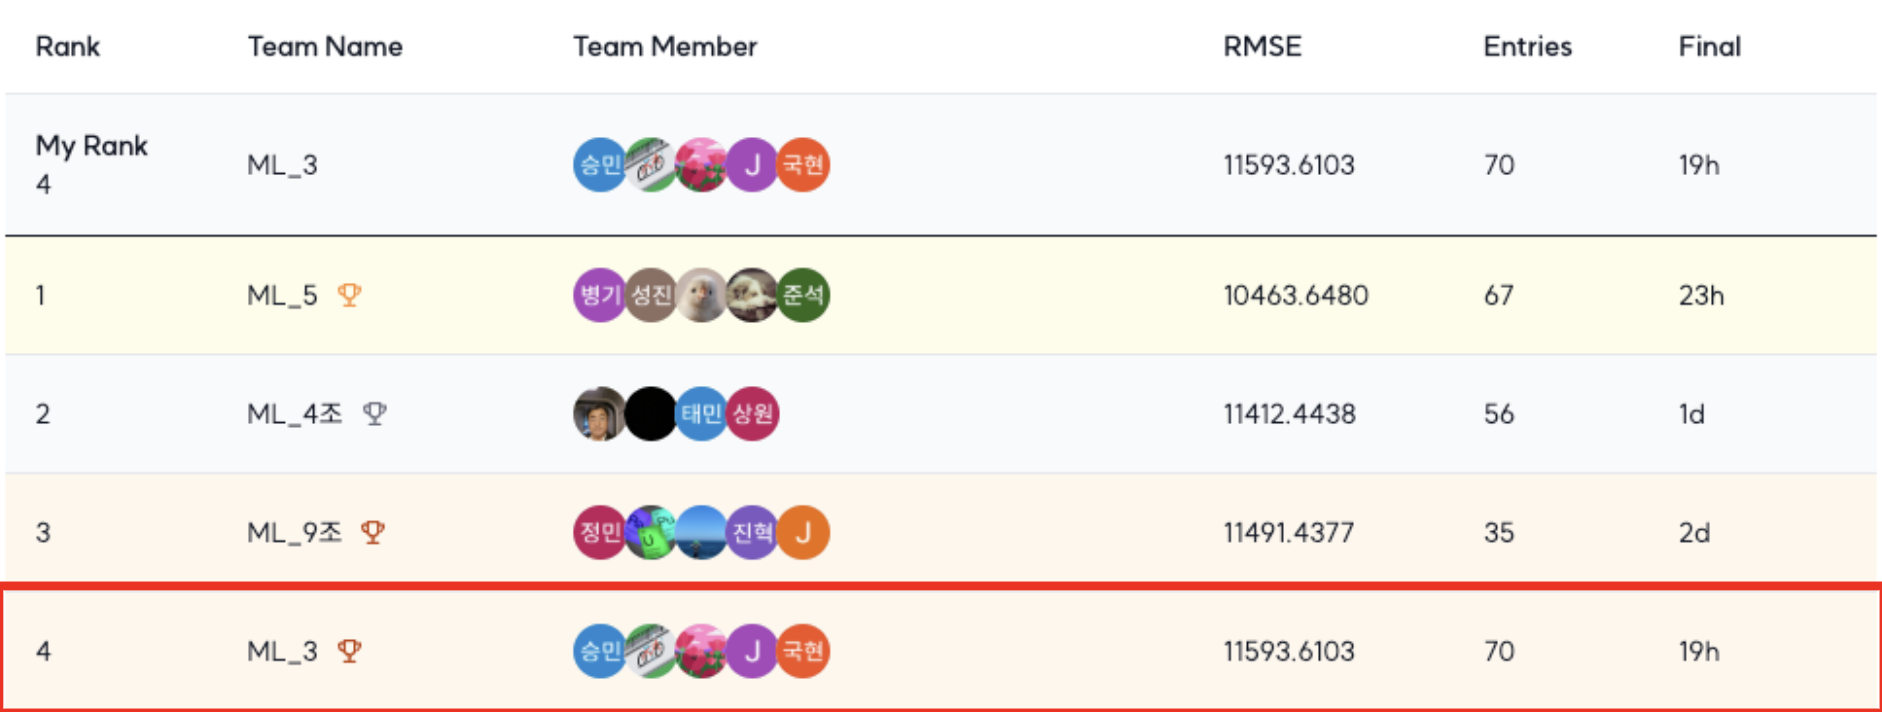 Rank Team Name Team Member RMSE Entries Final
My Rank
4 ML_3 승민 J 국현 11593.6103 70 19h
1 ML_5 병기 성진 준석 10463.6480 67 23h
2 ML_4조 태민 상원 11412.4438 56 1d
3 ML_9조 정민 U 진혁 J 11491.4377 35 2d
4 ML_3 승민 J 국현 11593.6103 70 19h